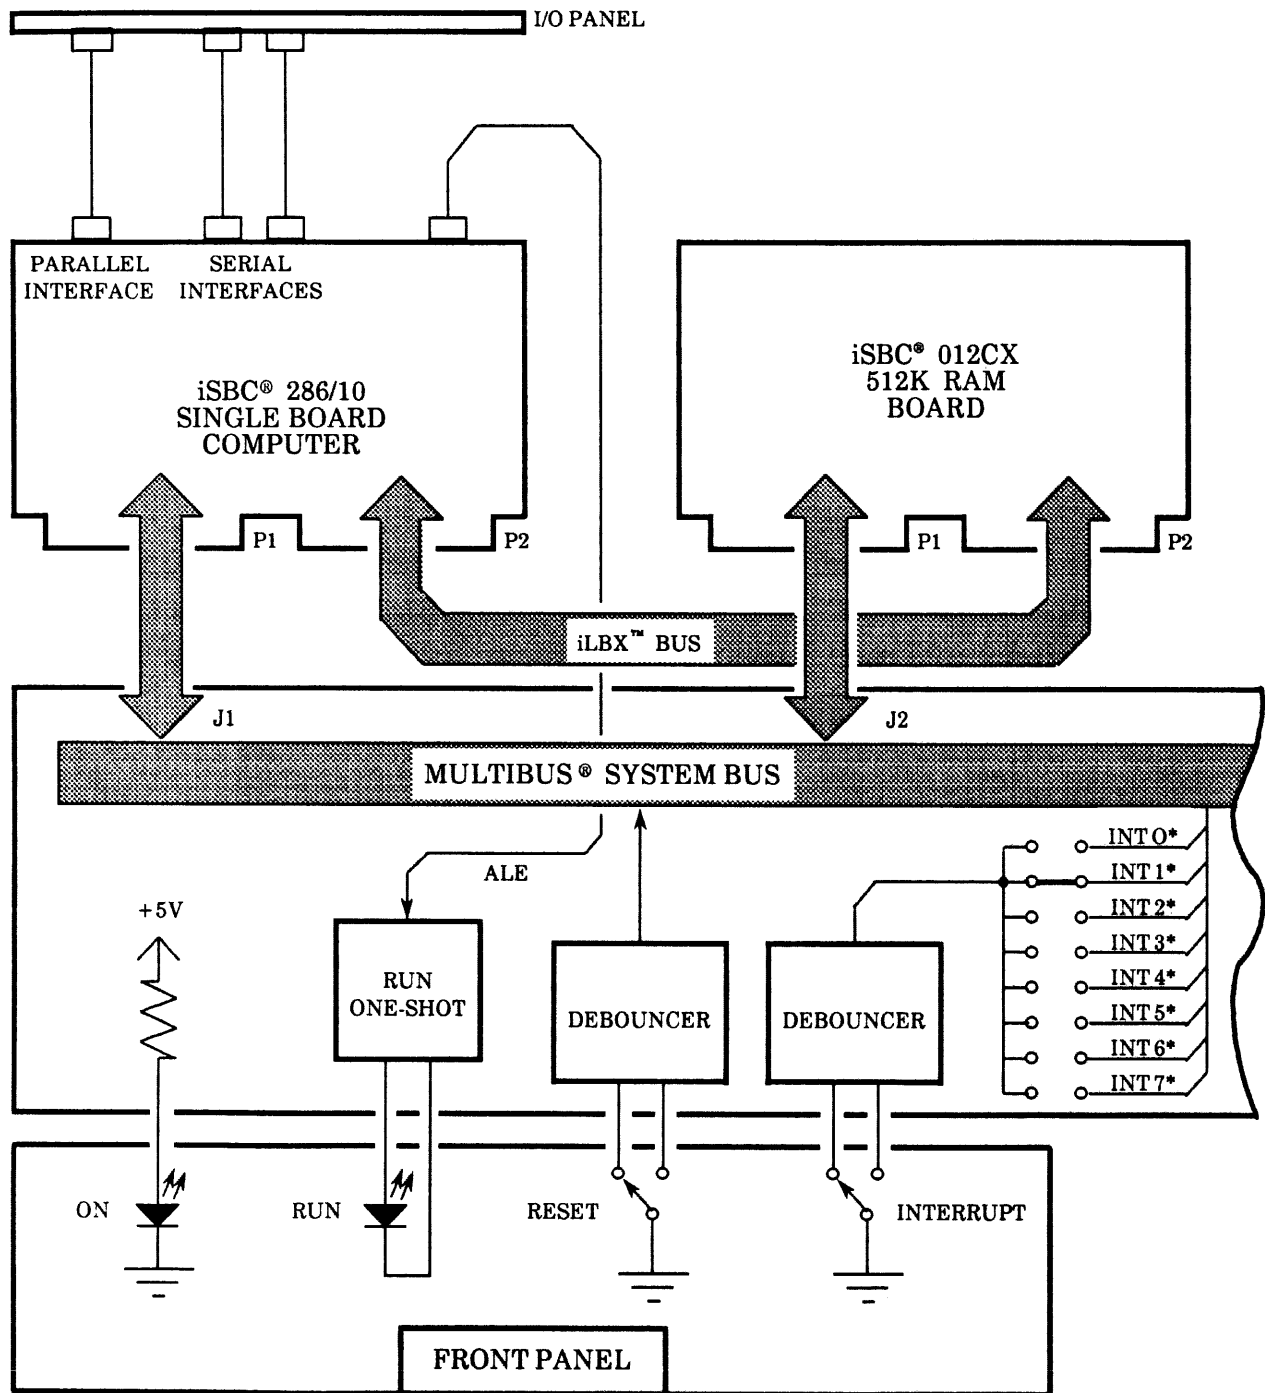 I/O PANEL
PARALLEL
INTERFACE
SERIAL
INTERFACES
iSBC® 286/10
SINGLE BOARD
COMPUTER
iSBC® 012CX
512K RAM
BOARD
P1
P2
P1
P2
iLBX™ BUS
J1
J2
MULTIBUS® SYSTEM BUS
ALE
+5V
RUN
ONE-SHOT
DEBOUNCER
DEBOUNCER
INT 0*
INT 1*
INT 2*
INT 3*
INT 4*
INT 5*
INT 6*
INT 7*
ON
RUN
RESET
INTERRUPT
FRONT PANEL